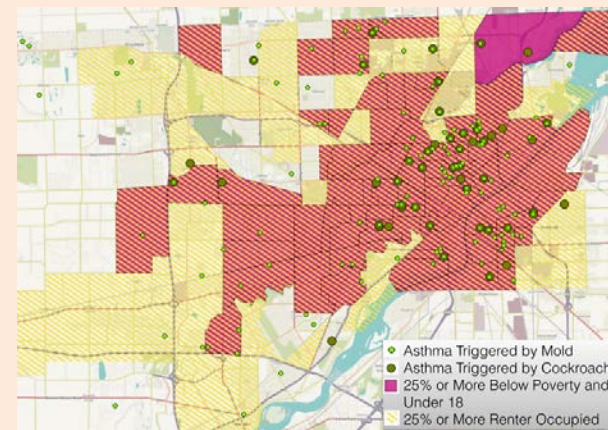 Asthma Triggered by Mold
Asthma Triggered by Cockroach
25% or More Below Poverty and
Under 18
25% or More Renter Occupied